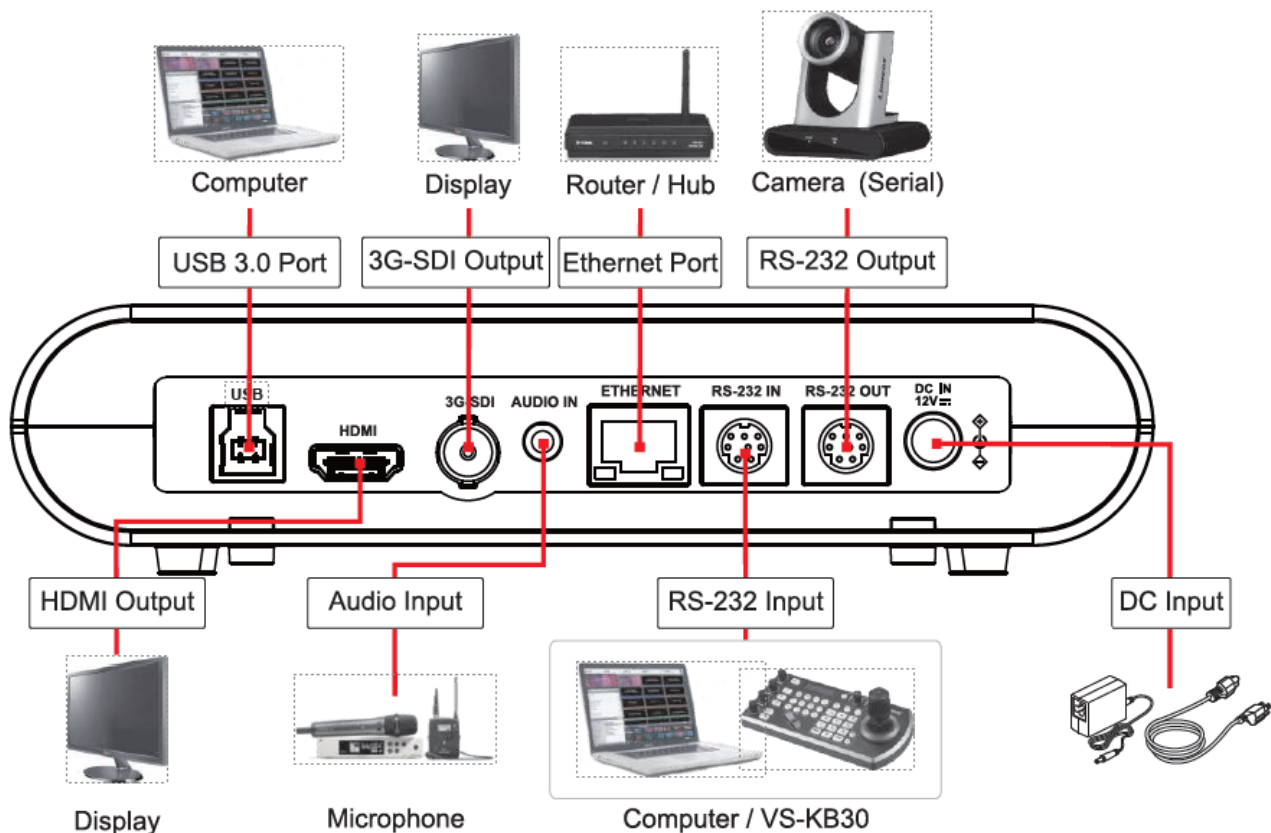 Computer
Display
Router / Hub
Camera (Serial)
USB 3.0 Port
3G-SDI Output
Ethernet Port
RS-232 Output
USB
HDMI
3G-SDI
AUDIO IN
ETHERNET
RS-232 IN
RS-232 OUT
DC IN
12V
HDMI Output
Audio Input
RS-232 Input
DC Input
Display
Microphone
Computer / VS-KB30